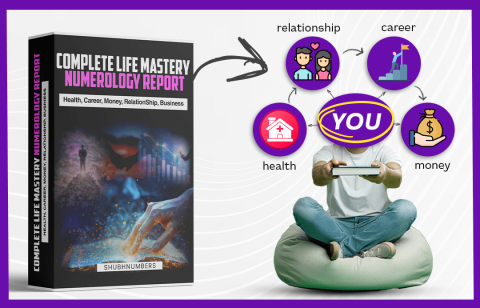 COMPLETE LIFE MASTERY
NUMEROLOGY REPORT
Health, Career, Money, RelationShip, Business
SHUBHNUMBERS
COMPLETE LIFE MASTERY NUMEROLOGY REPORT
HEALTH, CAREER, MONEY, RELATIONSHIP, BUSINESS
relationship
career
YOU
health
money